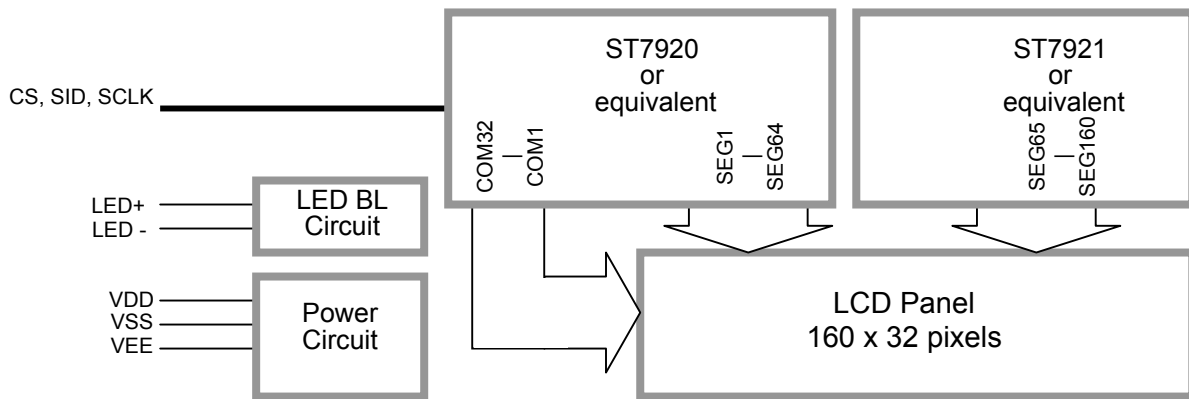 ST7920
or
equivalent
ST7921
or
equivalent
CS, SID, SCLK
COM32
COM1
SEG1
SEG64
SEG65
SEG160
LED+
LED -
LED BL
Circuit
VDD
VSS
VEE
Power
Circuit
LCD Panel
160 x 32 pixels